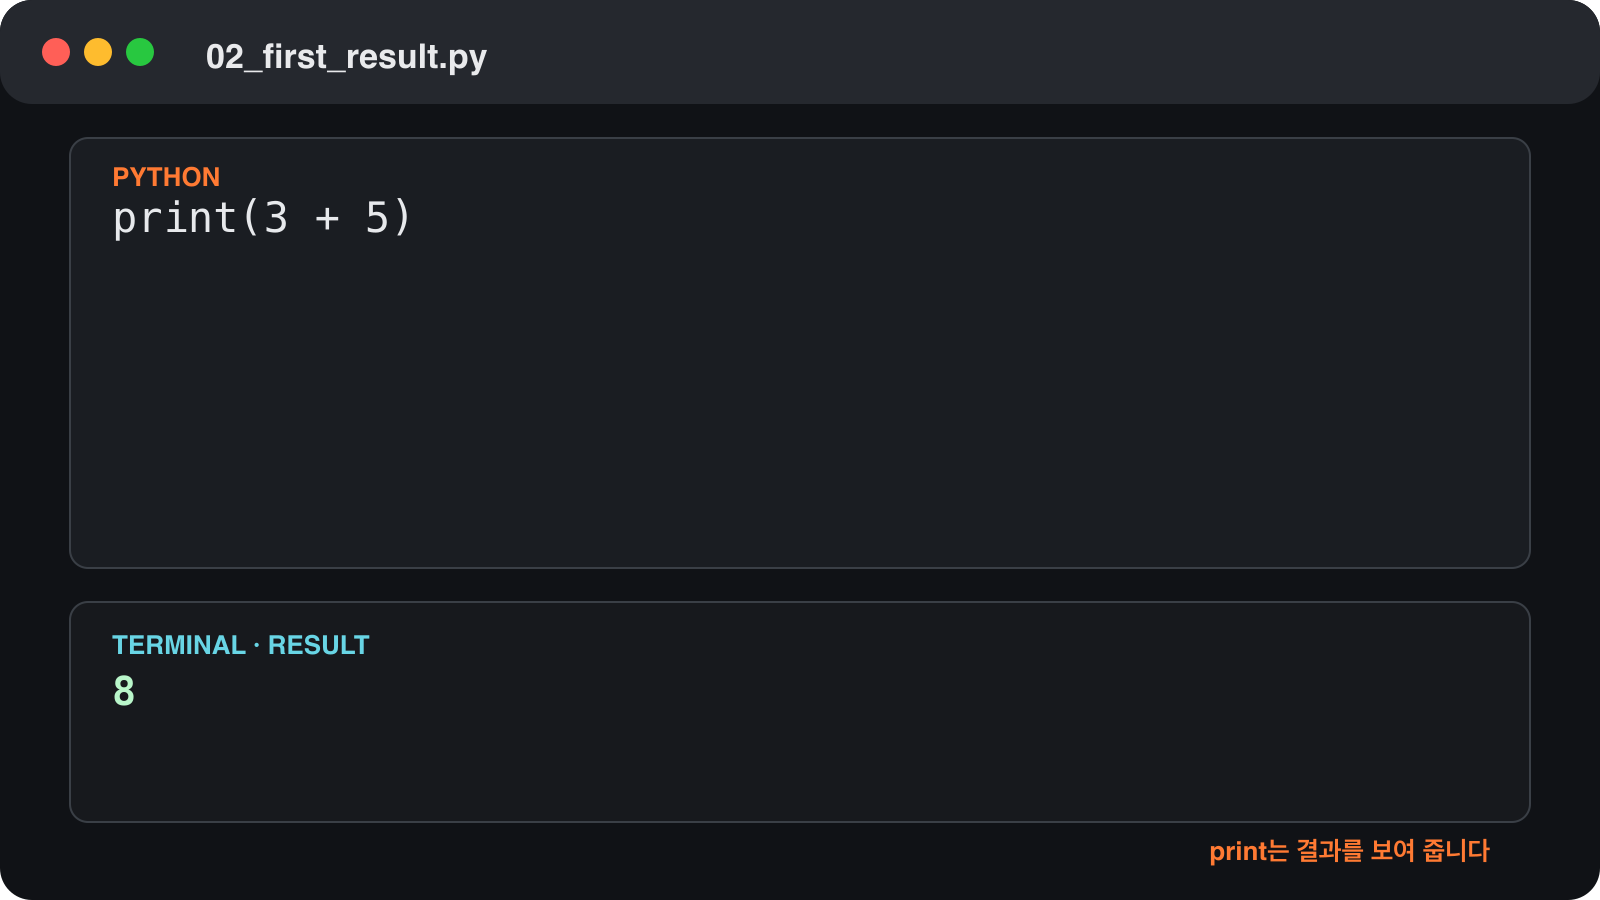 02_first_result.py
PYTHON
print(3 + 5)
TERMINAL · RESULT
8
print는 결과를 보여 줍니다